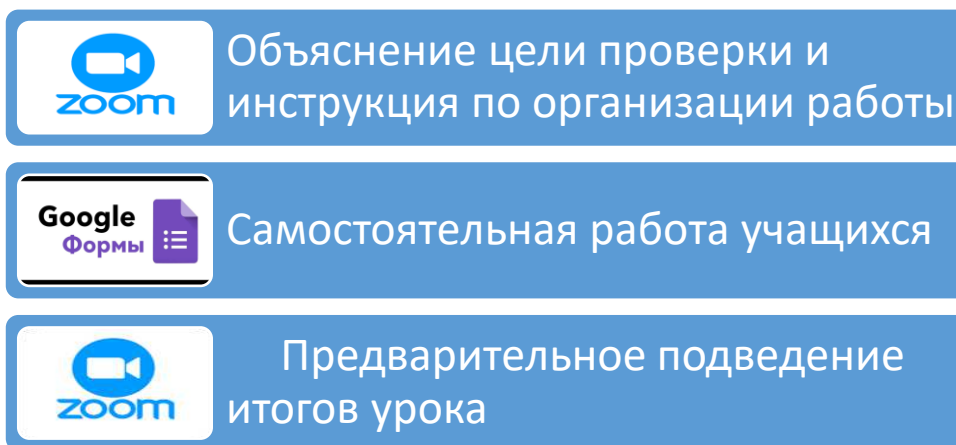 zoom
Объяснение цели проверки и
инструкция по организации работы
Google
Формы
Самостоятельная работа учащихся
zoom
Предварительное подведение
итогов урока